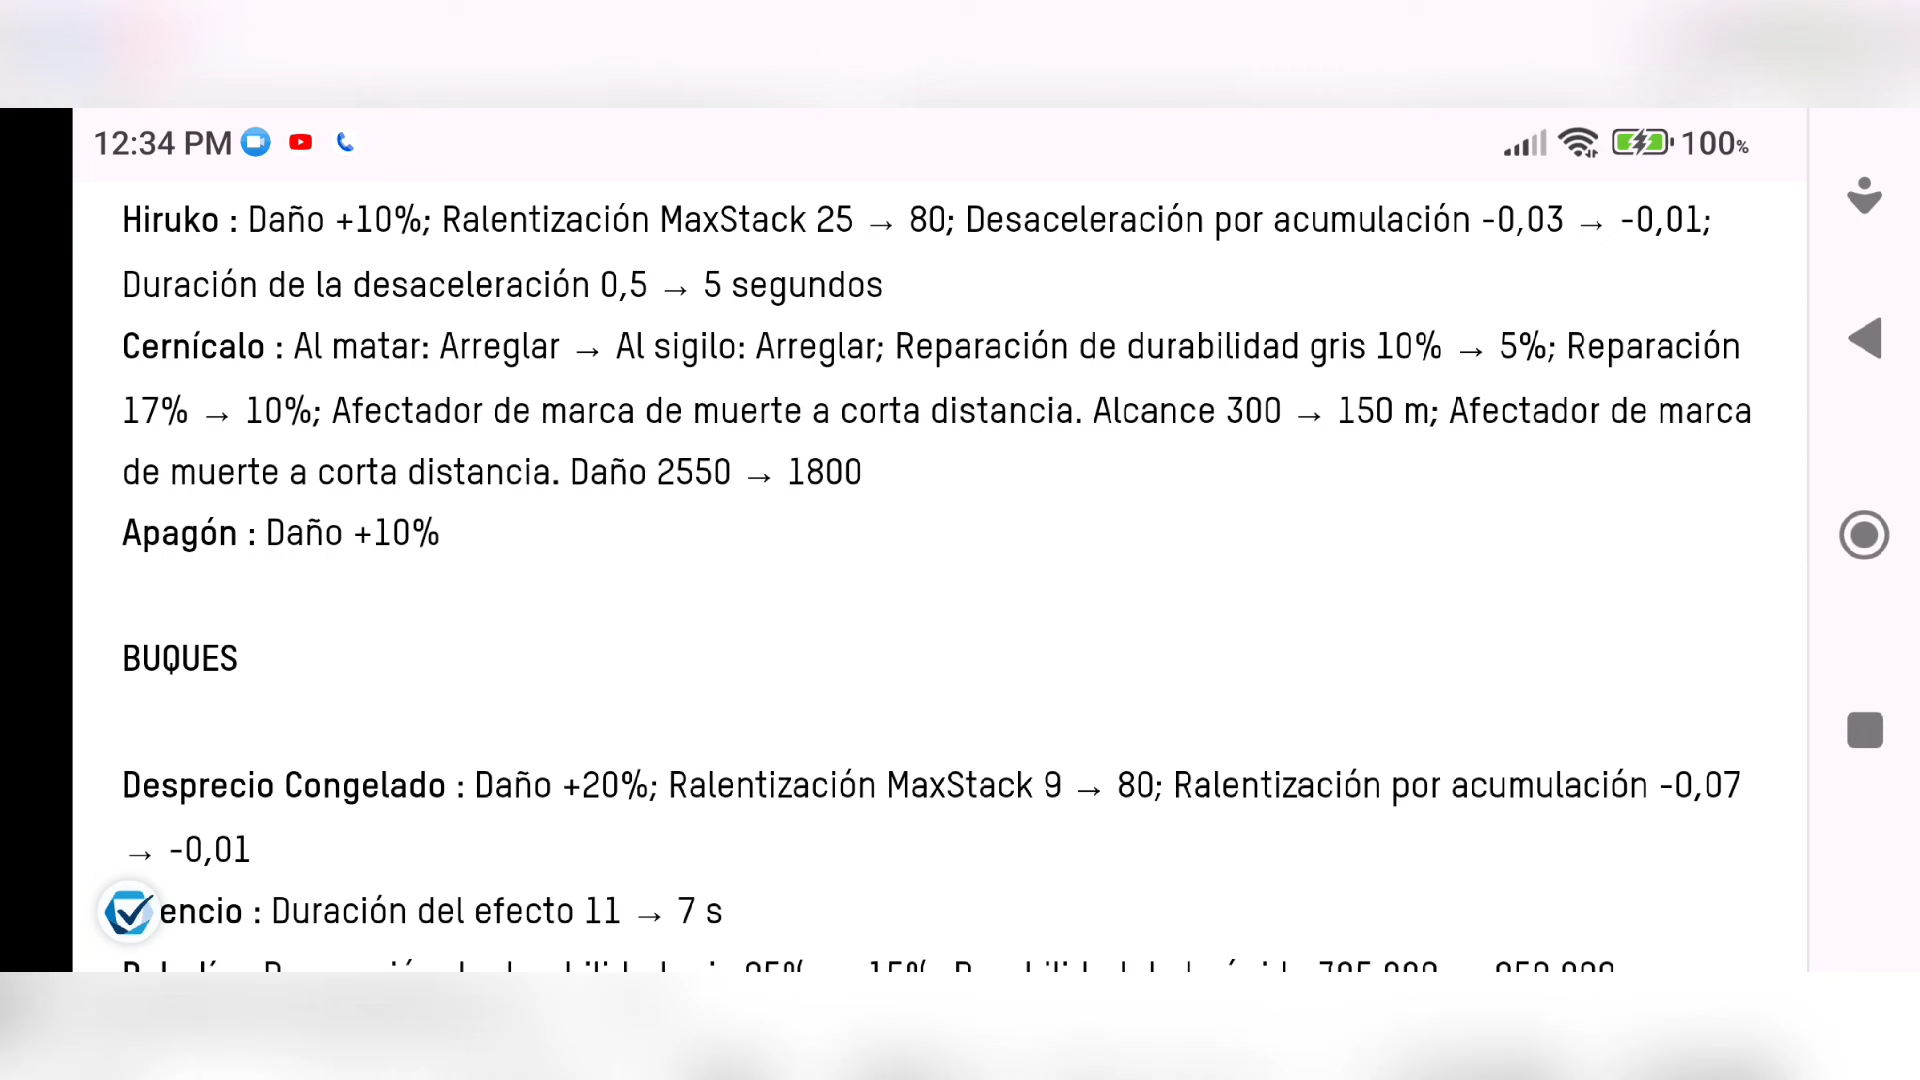 12:34 PM
100%
Hiruko : Daño +10%; Ralentización MaxStack 25 → 80; Desaceleración por acumulación -0,03 → -0,01;
Duración de la desaceleración 0,5 → 5 segundos
Cernícalo : Al matar: Arreglar → Al sigilo: Arreglar; Reparación de durabilidad gris 10% → 5%; Reparación
17% → 10%; Afectador de marca de muerte a corta distancia. Alcance 300 → 150 m; Afectador de marca
de muerte a corta distancia. Daño 2550 → 1800
Apagón : Daño +10%
BUQUES
Desprecio Congelado : Daño +20%; Ralentización MaxStack 9 → 80; Ralentización por acumulación -0,07
→ -0,01
encio : Duración del efecto 11 → 7 s